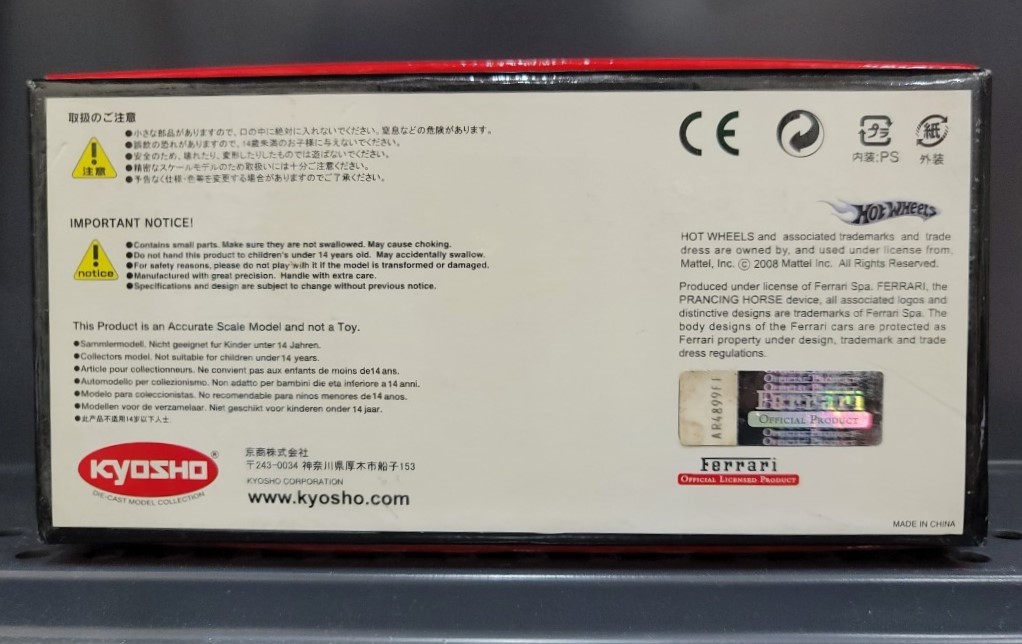 取扱のご注意
注意
●小さな部品がありますので、口の中に絶対に入れないでください。窒息などの危険があります。
●誤飲の恐れがありますので、14歳未満のお子様に与えないでください。
●安全のため、壊れたり、変形したりしたものでは遊ばないでください。
●精密なスケールモデルのため取扱いには十分ご注意ください。
●予告なく仕様・色等を変更する場合がありますのでご了承ください。
IMPORTANT NOTICE!
notice
●Contains small parts. Make sure they are not swallowed. May cause choking.
●Do not hand this product to children's under 14 years old. May accidentally swallow.
●For safety reasons, please do not play with it if the model is transformed or damaged.
●Manufactured with great precision. Handle with extra care.
●Specifications and design are subject to change without previous notice.
This Product is an Accurate Scale Model and not a Toy.
●Sammlermodell. Nicht geeignet fur Kinder unter 14 Jahren.
●Collectors model. Not suitable for children under 14 years.
●Article pour collectionneurs. Ne convient pas aux enfants de moins de14 ans.
●Automodello per collezionismo. Non adatto per bambini die eta inferiore a 14 anni.
●Modelo para coleccionistas. No recomendable para ninos menores de14 anos.
●Modellen voor de verzamelaar. Niet geschikt voor kinderen onder 14 jaar.
●此产品不适用14岁以下人士
KYOSHO®
DIE-CAST MODEL COLLECTION
京商株式会社
〒243-0034 神奈川県厚木市船子153
KYOSHO CORPORATION
www.kyosho.com
CE
プラ
紙
内装:PS
外装
HOT WHEELS
HOT WHEELS and associated trademarks and trade
dress are owned by, and used under license from,
Mattel, Inc. ⓒ 2008 Mattel Inc. All Rights Reserved.
Produced under license of Ferrari Spa. FERRARI, the
PRANCING HORSE device, all associated logos and
distinctive designs are trademarks of Ferrari Spa. The
body designs of the Ferrari cars are protected as
Ferrari property under design, trademark and trade
dress regulations.
Ferrari
OFFICIAL PRODUCT
Ferrari
OFFICIAL LICENSED PRODUCT
MADE IN CHINA